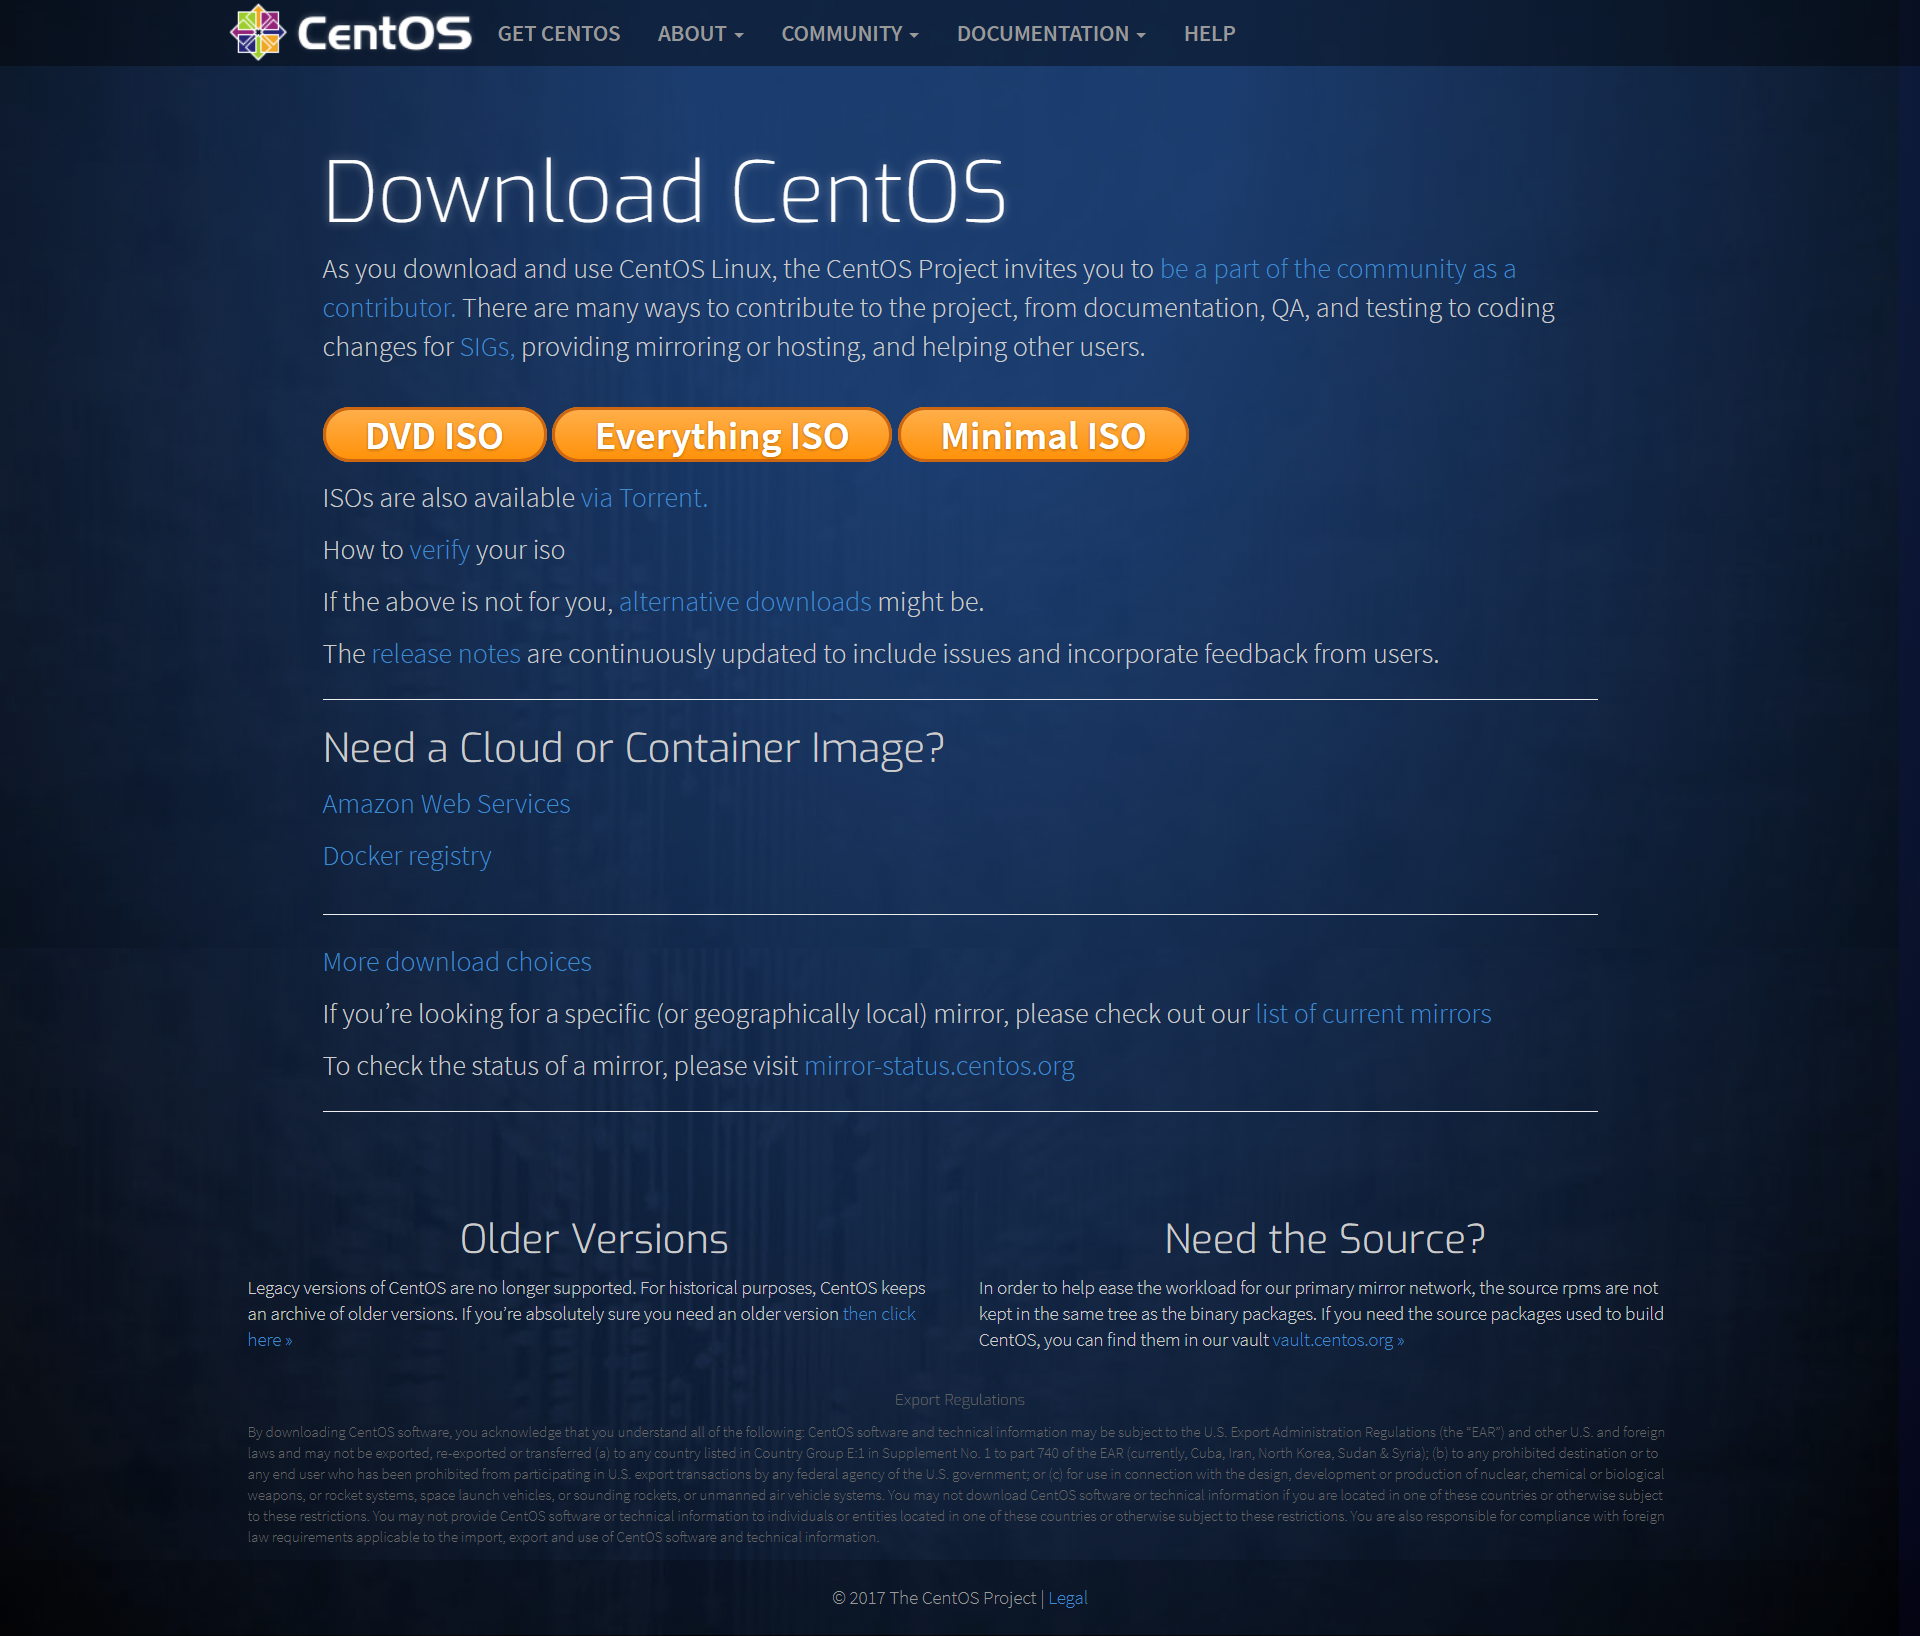 CentOS GET CENTOS ABOUT COMMUNITY DOCUMENTATION HELP
Download CentOS
As you download and use CentOS Linux, the CentOS Project invites you to be a part of the community as a
contributor. There are many ways to contribute to the project, from documentation, QA, and testing to coding
changes for SIGs, providing mirroring or hosting, and helping other users.
DVD ISO Everything ISO Minimal ISO
ISOs are also available via Torrent.
How to verify your iso
If the above is not for you, alternative downloads might be.
The release notes are continuously updated to include issues and incorporate feedback from users.
Need a Cloud or Container Image?
Amazon Web Services
Docker registry
More download choices
If you’re looking for a specific (or geographically local) mirror, please check out our list of current mirrors
To check the status of a mirror, please visit mirror-status.centos.org
Older Versions
Legacy versions of CentOS are no longer supported. For historical purposes, CentOS keeps
an archive of older versions. If you’re absolutely sure you need an older version then click
here »
Need the Source?
In order to help ease the workload for our primary mirror network, the source rpms are not
kept in the same tree as the binary packages. If you need the source packages used to build
CentOS, you can find them in our vault vault.centos.org »
Export Regulations
By downloading CentOS software, you acknowledge that you understand all of the following: CentOS software and technical information may be subject to the U.S. Export Administration Regulations (the “EAR”) and other U.S. and foreign
laws and may not be exported, re-exported or transferred (a) to any country listed in Country Group E:1 in Supplement No. 1 to part 740 of the EAR (currently, Cuba, Iran, North Korea, Sudan & Syria); (b) to any prohibited destination or to
any end user who has been prohibited from participating in U.S. export transactions by any federal agency of the U.S. government; or (c) for use in connection with the design, development or production of nuclear, chemical or biological
weapons, or rocket systems, space launch vehicles, or sounding rockets, or unmanned air vehicle systems. You may not download CentOS software or technical information if you are located in one of these countries or otherwise subject
to these restrictions. You may not provide CentOS software or technical information to individuals or entities located in one of these countries or otherwise subject to these restrictions. You are also responsible for compliance with foreign
law requirements applicable to the import, export and use of CentOS software and technical information.
© 2017 The CentOS Project | Legal